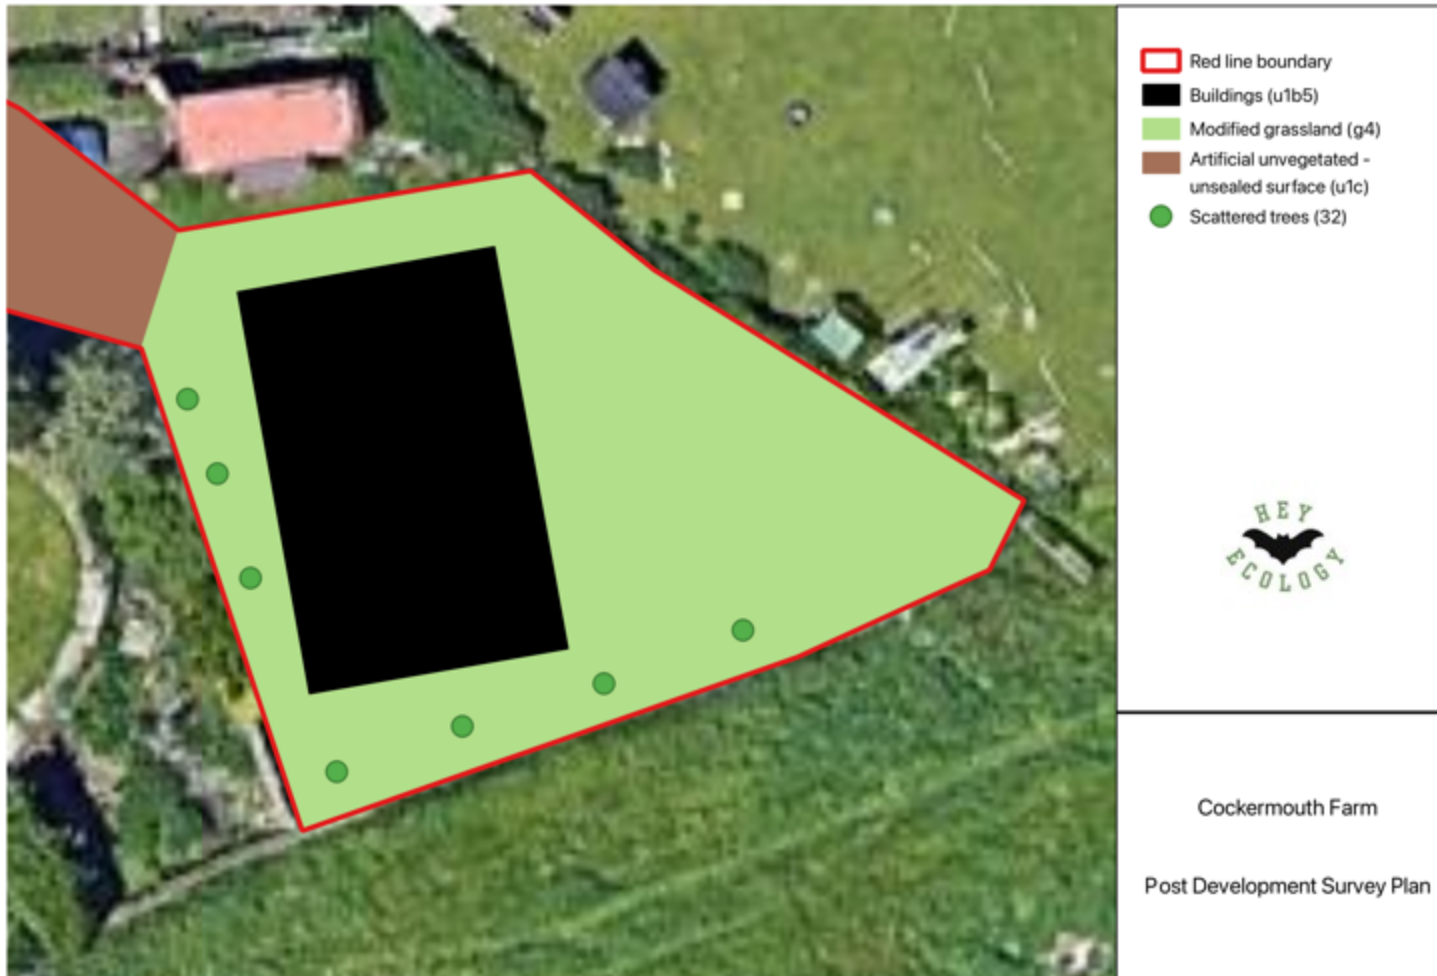 Red line boundary
Buildings (u1b5)
Modified grassland (g4)
Artificial unvegetated -
unsealed surface (u1c)
Scattered trees (32)
HEY
ECOLOGY
Cockermouth Farm
Post Development Survey Plan